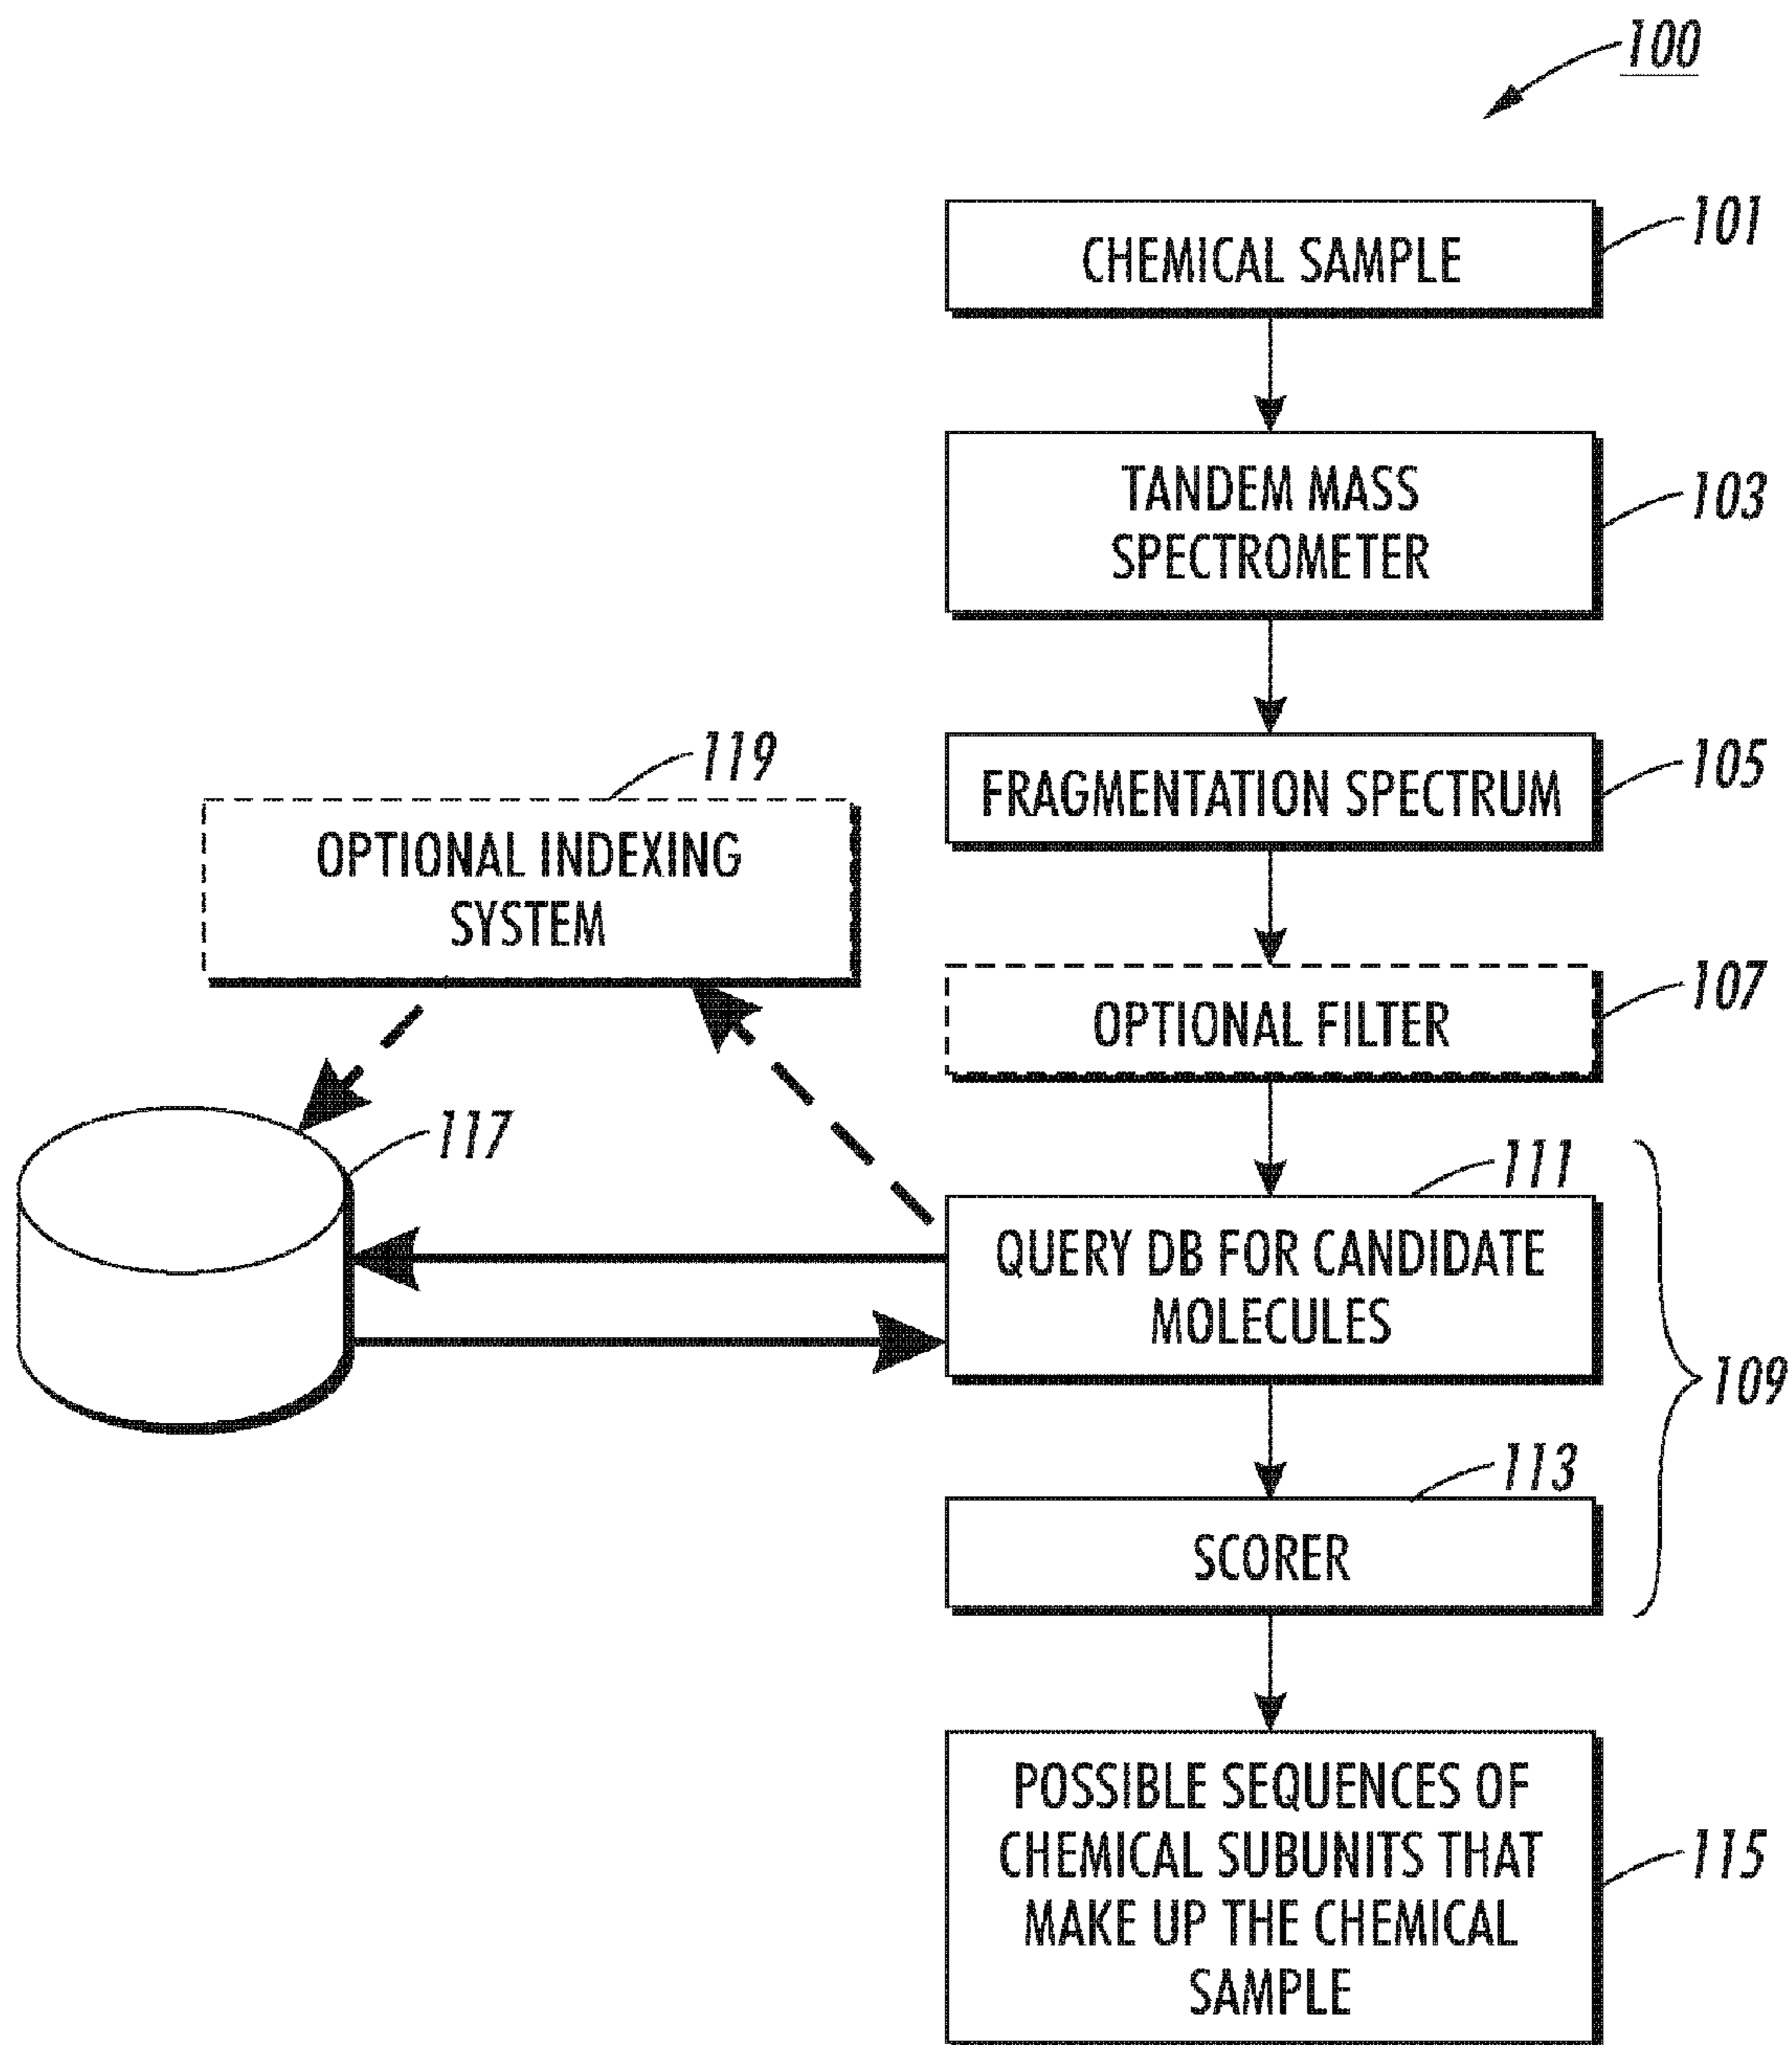 100
CHEMICAL SAMPLE
101
TANDEM MASS
SPECTROMETER
103
FRAGMENTATION SPECTRUM
105
119
OPTIONAL INDEXING
SYSTEM
OPTIONAL FILTER
107
117
111
QUERY DB FOR CANDIDATE
MOLECULES
109
113
SCORER
POSSIBLE SEQUENCES OF
CHEMICAL SUBUNITS THAT
MAKE UP THE CHEMICAL
SAMPLE
115